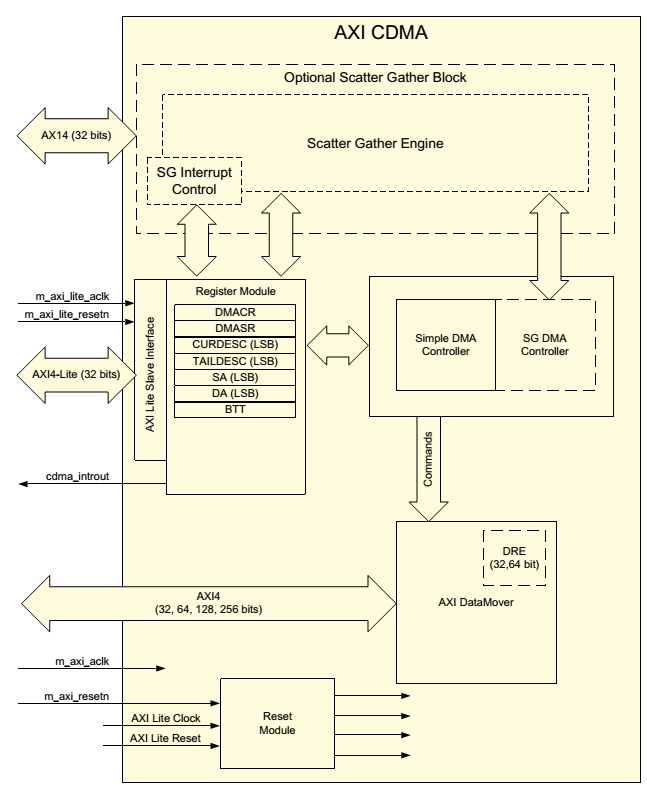 AXI CDMA
Optional Scatter Gather Block
AX14 (32 bits)
Scatter Gather Engine
SG Interrupt
Control
m_axi_lite_aclk
m_axi_lite_resetn
AXI4-Lite (32 bits)
cdma_introut
AXI Lite Slave Interface
Register Module
DMACR
DMASR
CURDESC (LSB)
TAILDESC (LSB)
SA (LSB)
DA (LSB)
BTT
Simple DMA
Controller
SG DMA
Controller
Commands
DRE
(32,64 bit)
AXI DataMover
AXI4
(32, 64, 128, 256 bits)
m_axi_aclk
m_axi_resetn
AXI Lite Clock
AXI Lite Reset
Reset
Module